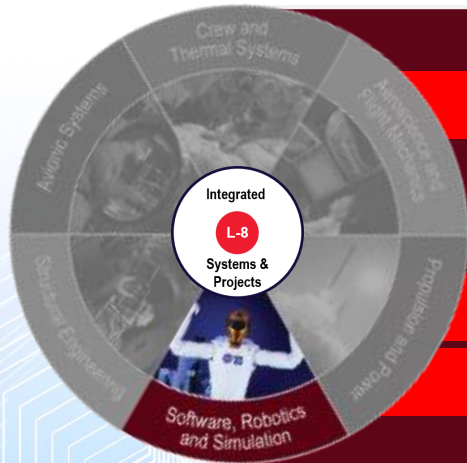 Crew and
Thermal Systems
Aeroscience and
Flight Mechanics
Avionic Systems
Integrated
L-8
Systems &
Projects
Structural Engineering
Propulsion and Power
Software, Robotics
and Simulation